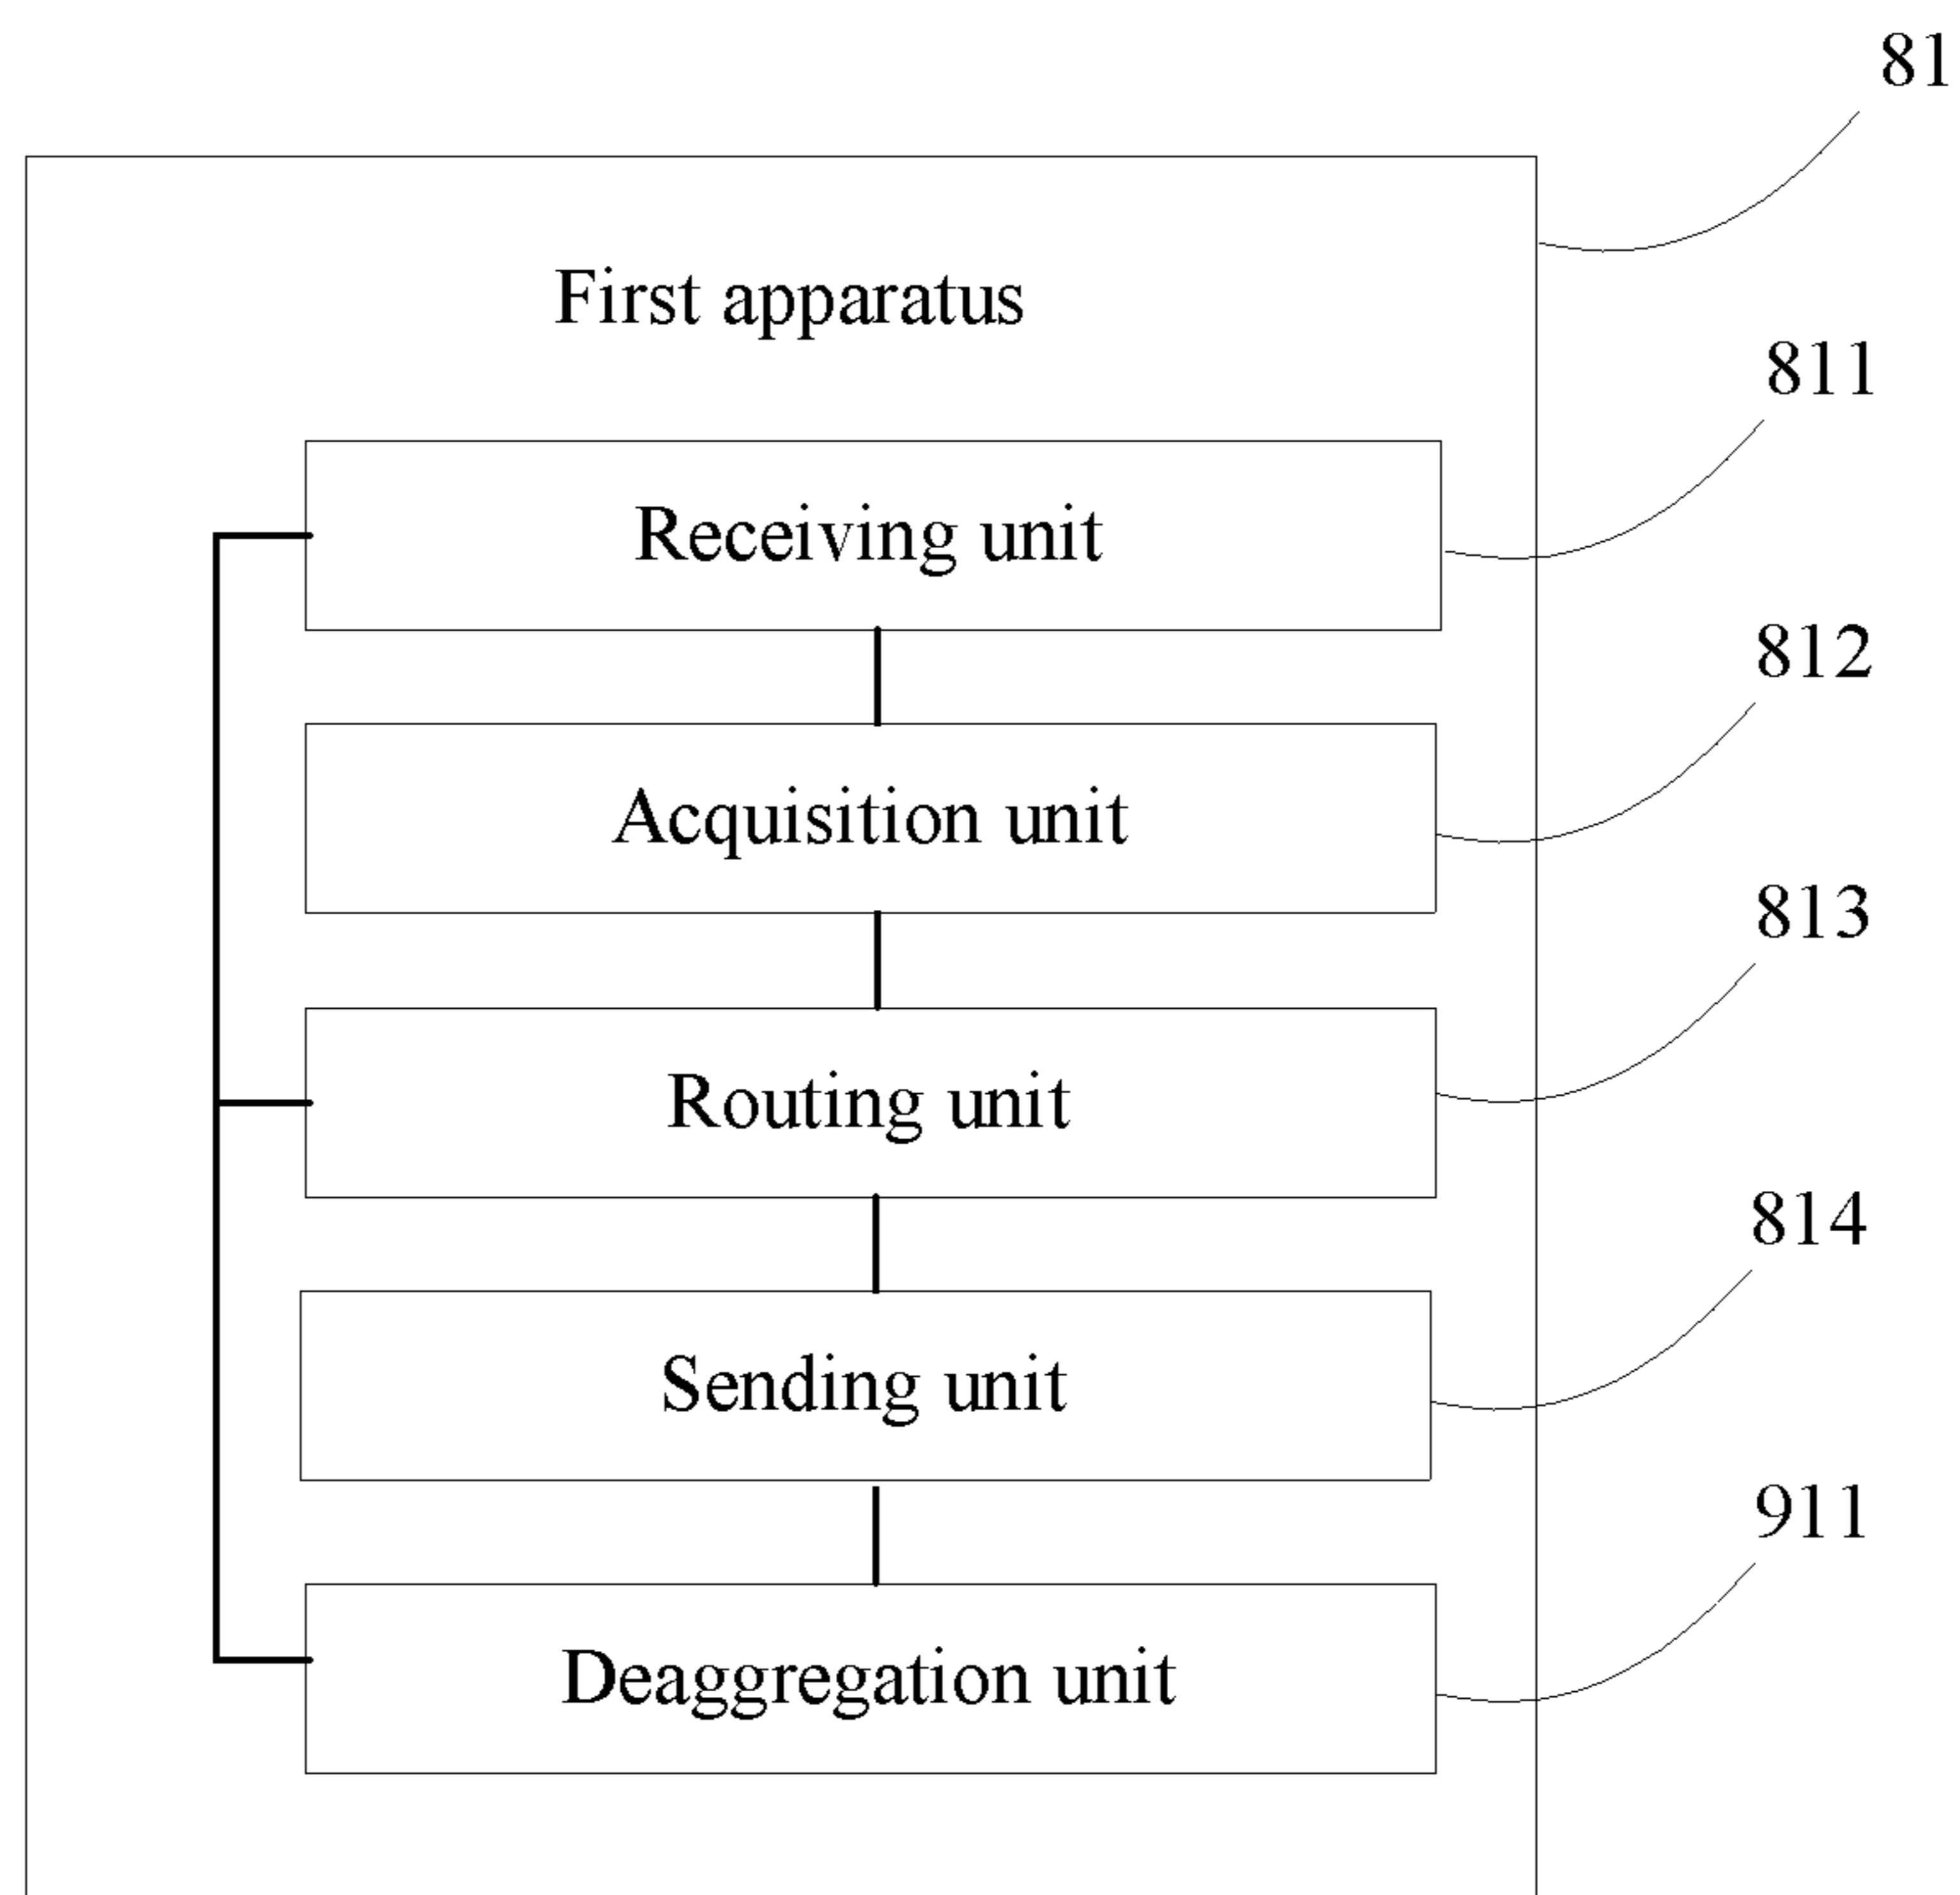 81
First apparatus
811
Receiving unit
812
Acquisition unit
813
Routing unit
814
Sending unit
911
Deaggregation unit